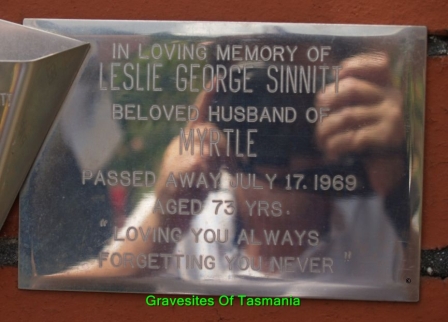 IN LOVING MEMORY OF
LESLIE GEORGE SINNITT
BELOVED HUSBAND OF
MYRTLE
PASSED AWAY JULY 17. 1969
AGED 73 YRS.
"LOVING YOU ALWAYS
FORGETTING YOU NEVER"
Gravesites Of Tasmania